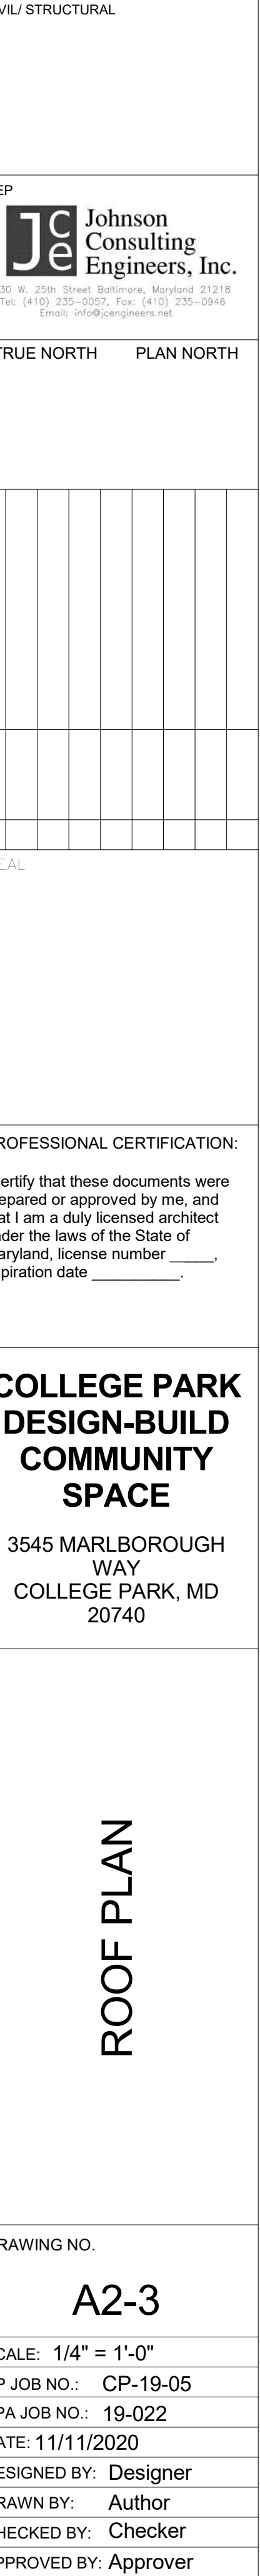 VIL/ STRUCTURAL
EP
Jce
Johnson
Consulting
Engineers, Inc.
30 W. 25th Street Baltimore, Maryland 21218
Tel: (410) 235-0057, Fax: (410) 235-0946
Email: info@jcengineers.net
RUE NORTH PLAN NORTH
EAL
ROFESSIONAL CERTIFICATION:
ertify that these documents were
epared or approved by me, and
at I am a duly licensed architect
der the laws of the State of
aryland, license number _____,
piration date __________.
COLLEGE PARK
DESIGN-BUILD
COMMUNITY
SPACE
3545 MARLBOROUGH
WAY
COLLEGE PARK, MD
20740
ROOF PLAN
RAWING NO.
A2-3
CALE: 1/4" = 1'-0"
P JOB NO.: CP-19-05
PA JOB NO.: 19-022
ATE: 11/11/2020
ESIGNED BY: Designer
RAWN BY: Author
HECKED BY: Checker
PPROVED BY: Approver